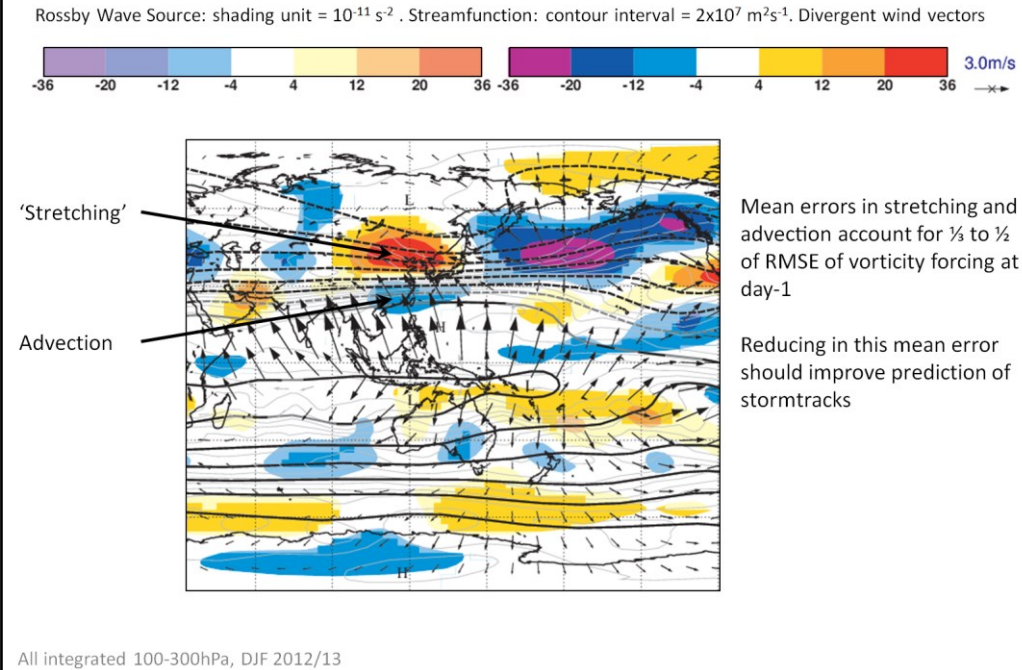 Rossby Wave Source: shading unit = 10⁻¹¹ s⁻² . Streamfunction: contour interval = 2x10⁷ m²s⁻¹. Divergent wind vectors
-36 -20 -12 -4 4 12 20 36 -36 -20 -12 -4 4 12 20 36
3.0m/s
'Stretching'
Advection
L
H
L
L
H
Mean errors in stretching and
advection account for ⅓ to ½
of RMSE of vorticity forcing at
day-1
Reducing in this mean error
should improve prediction of
stormtracks
All integrated 100-300hPa, DJF 2012/13